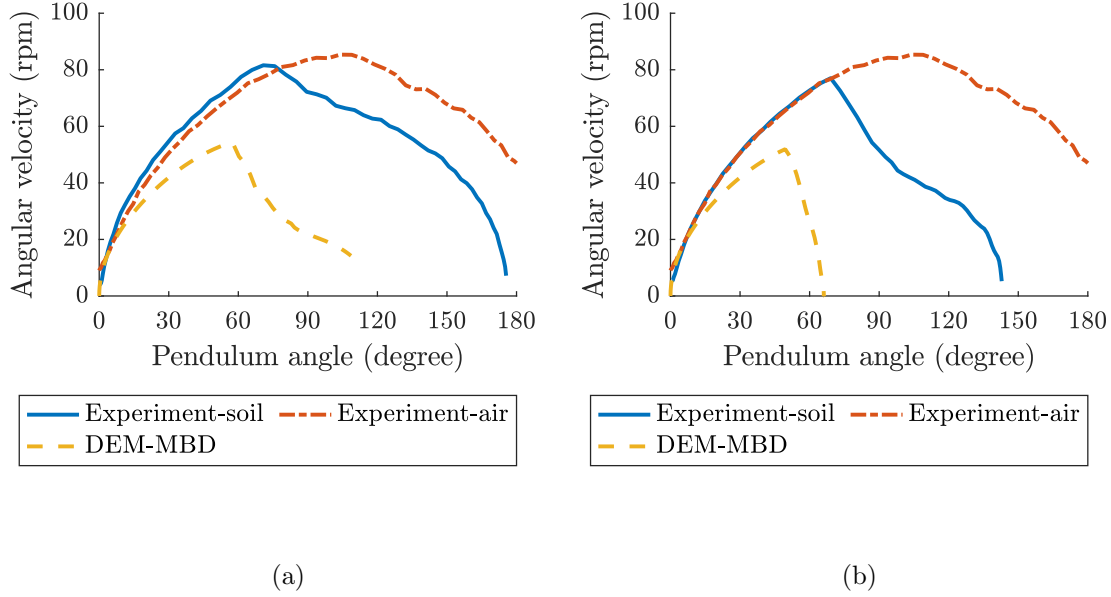 100
80
60
40
20
0
Angular velocity (rpm)
0 30 60 90 120 150 180
Pendulum angle (degree)
Experiment-soil Experiment-air
DEM-MBD
(a)
100
80
60
40
20
0
Angular velocity (rpm)
0 30 60 90 120 150 180
Pendulum angle (degree)
Experiment-soil Experiment-air
DEM-MBD
(b)